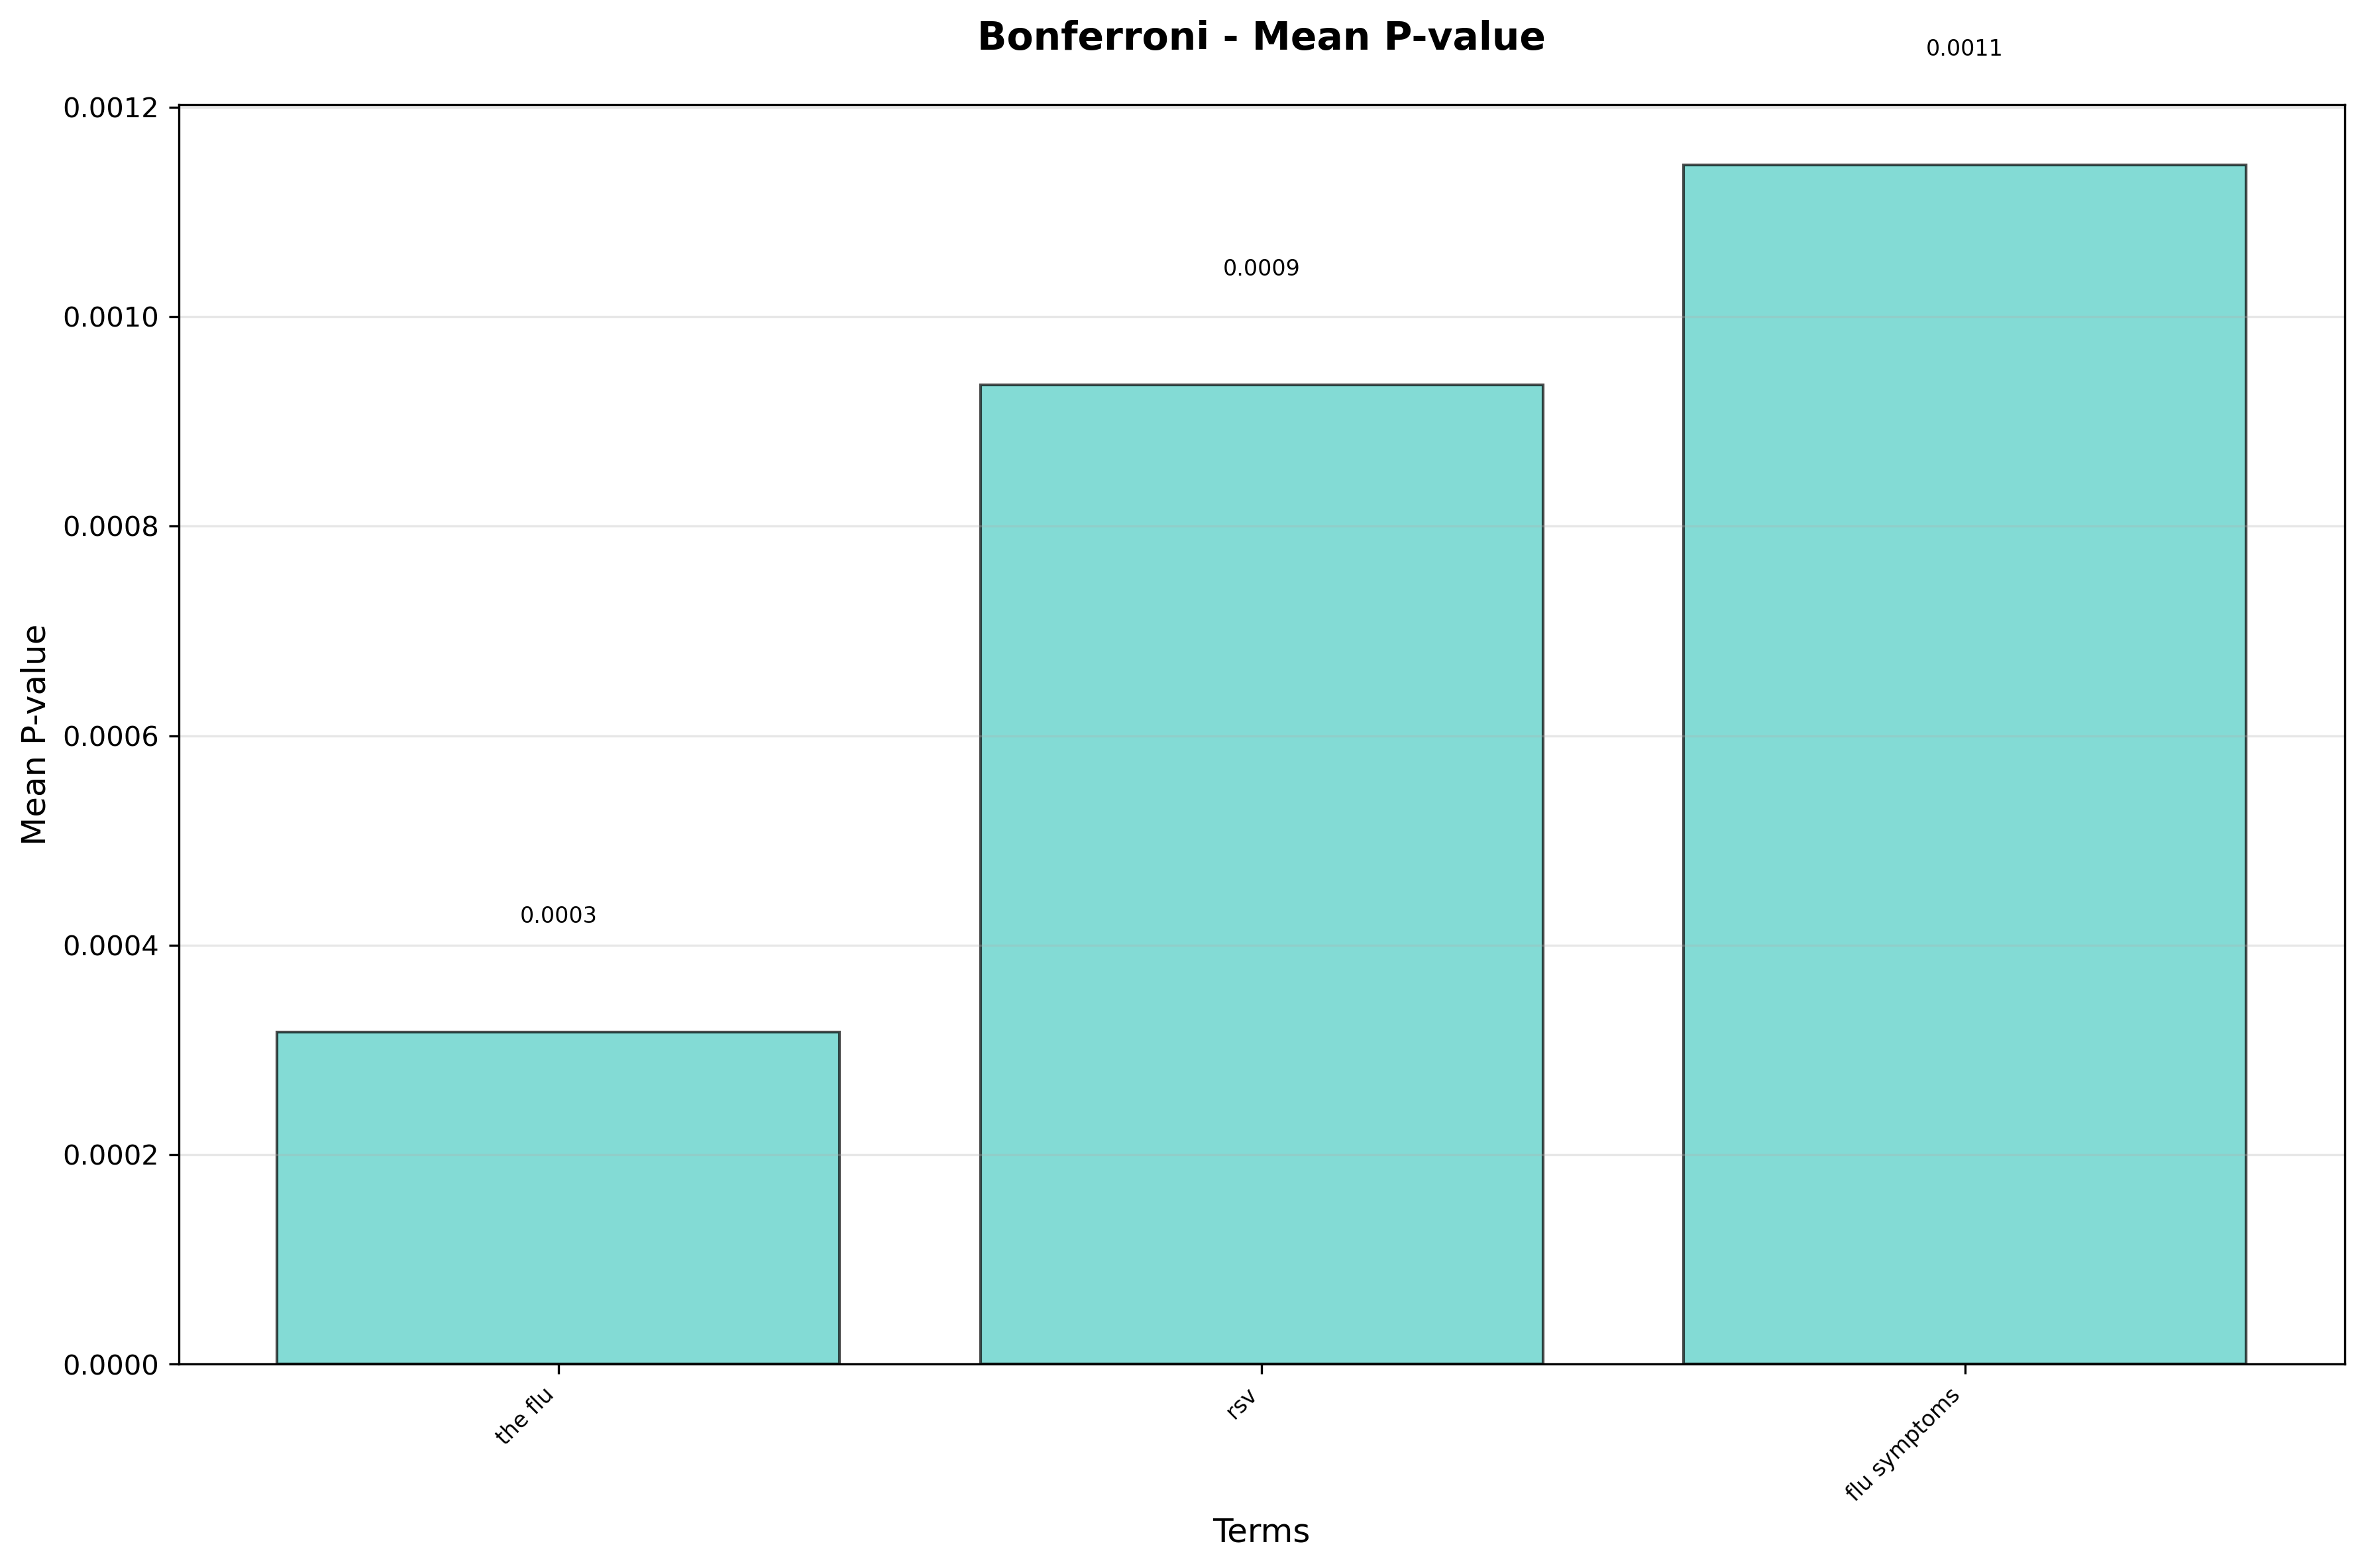 Bonferroni - Mean P-value
0.0011
0.0012
0.0009
0.0010
0.0008
0.0006
0.0003
0.0004
0.0002
0.0000
Mean P-value
the flu
rsv
flu symptoms
Terms